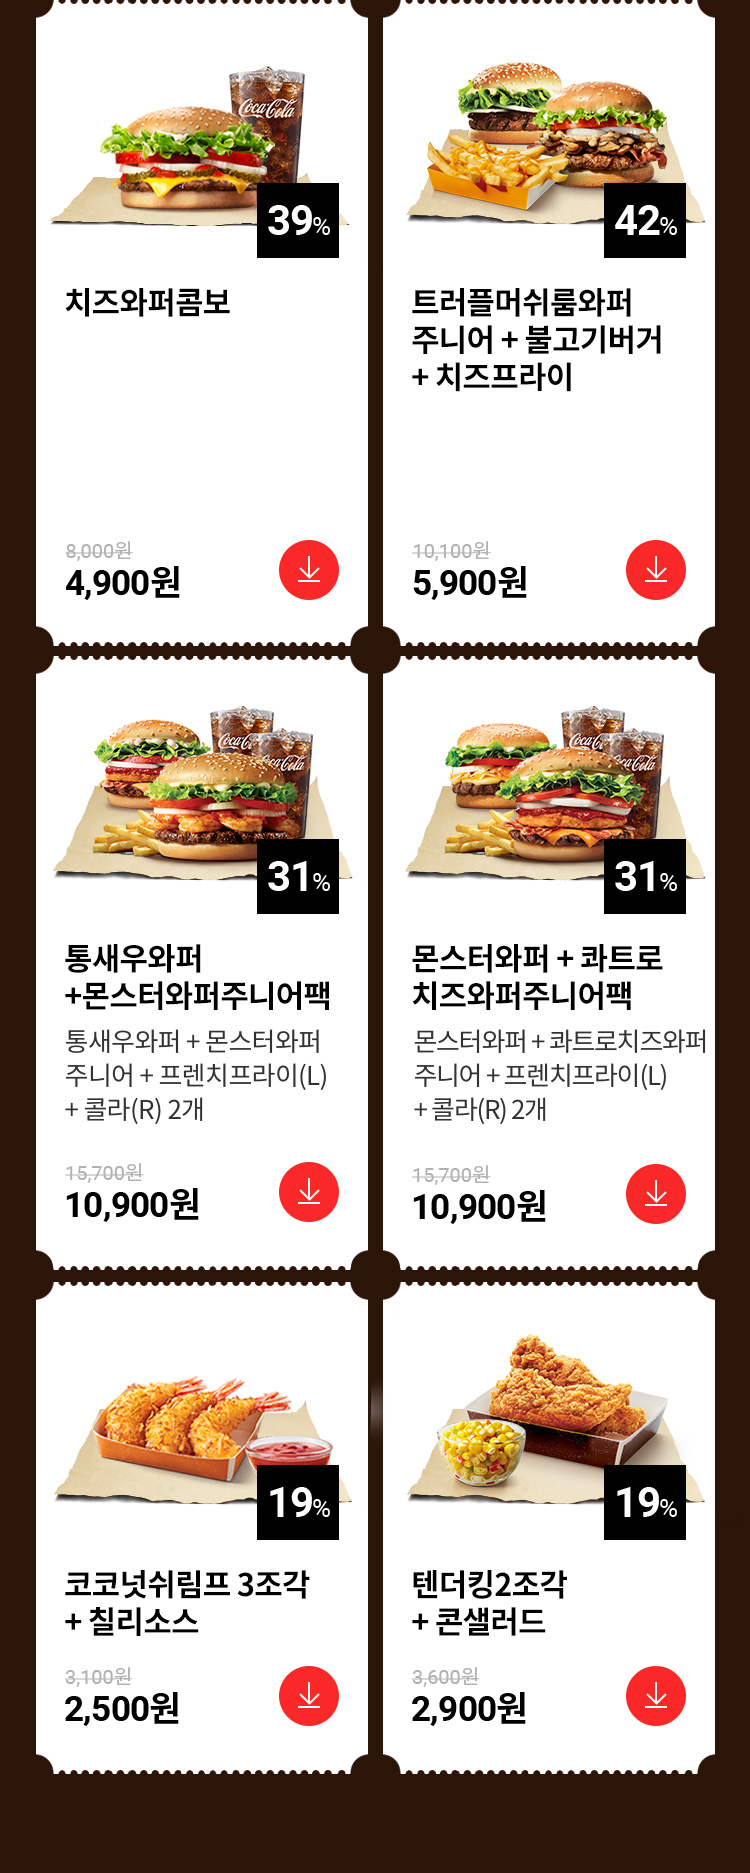 Coca-Cola
39%
치즈와퍼콤보
8,000원
4,900원
42%
트러플머쉬룸와퍼
주니어 + 불고기버거
+ 치즈프라이
10,100원
5,900원
Coca-Cola
31%
통새우와퍼
+몬스터와퍼주니어팩
통새우와퍼 + 몬스터와퍼
주니어 + 프렌치프라이(L)
+ 콜라(R) 2개
15,700원
10,900원
Coca-Cola
31%
몬스터와퍼 + 콰트로
치즈와퍼주니어팩
몬스터와퍼 + 콰트로치즈와퍼
주니어 + 프렌치프라이(L)
+ 콜라(R) 2개
15,700원
10,900원
19%
코코넛쉬림프 3조각
+ 칠리소스
3,100원
2,500원
19%
텐더킹2조각
+ 콘샐러드
3,600원
2,900원